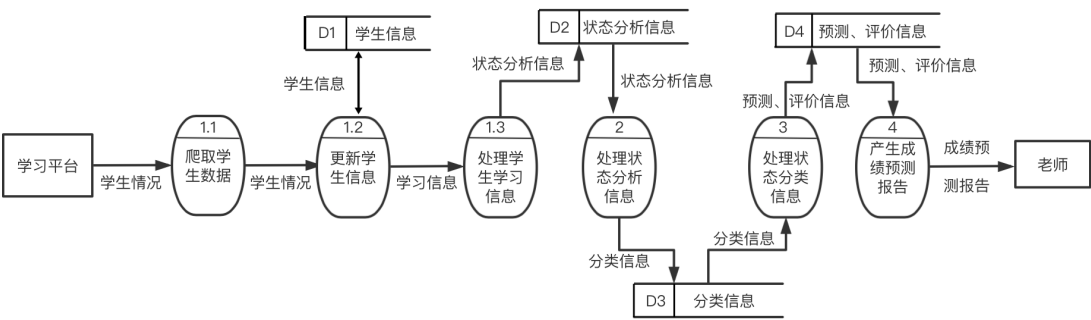 D1 学生信息
D2 状态分析信息
D4 预测、评价信息
学生信息
状态分析信息
状态分析信息
预测、评价信息
预测、评价信息
学习平台
学生情况
1.1
爬取学
生数据
学生情况
1.2
更新学
生信息
学习信息
1.3
处理学
生学习
信息
2
处理状
态分析
信息
分类信息
D3 分类信息
分类信息
3
处理状
态分类
信息
4
产生成
绩预测
报告
成绩预
测报告
老师